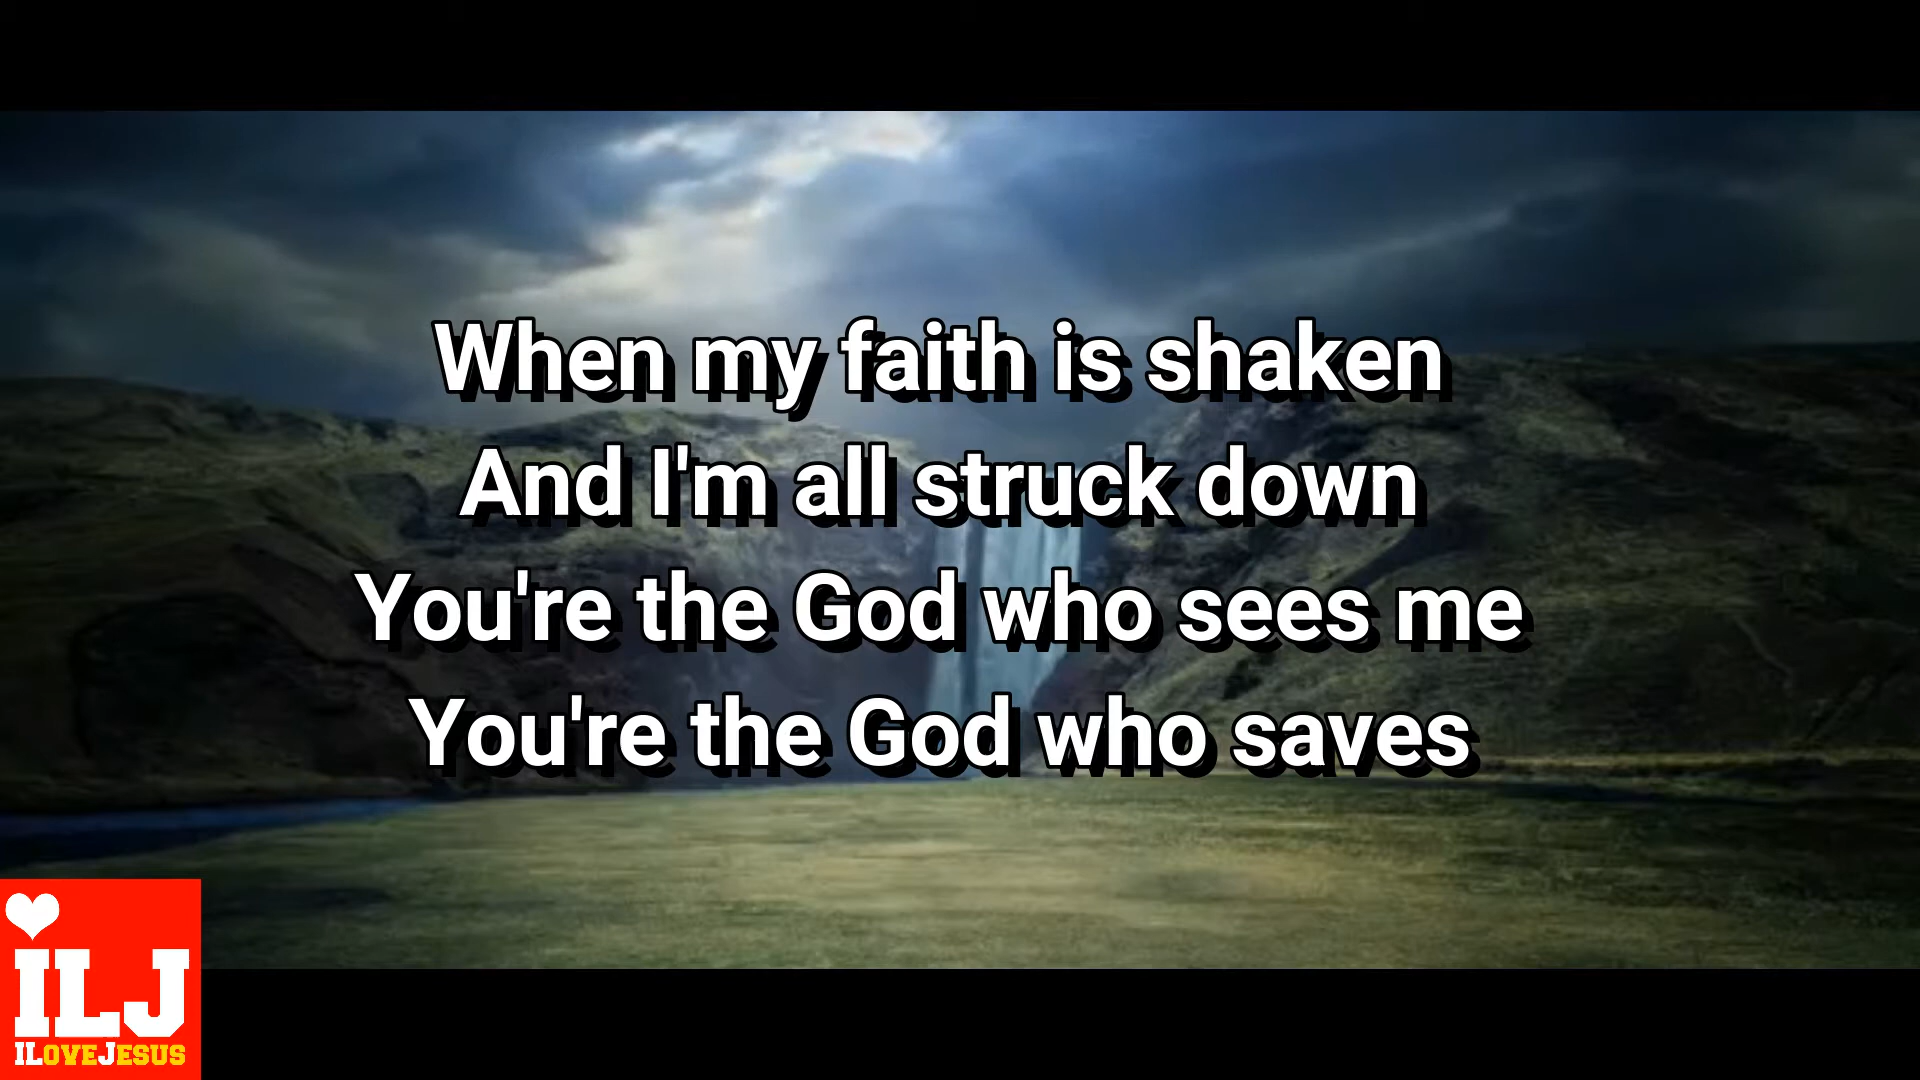 When my faith is shaken
And I'm all struck down
You're the God who sees me
You're the God who saves
iLJ
ILOVEJESUS